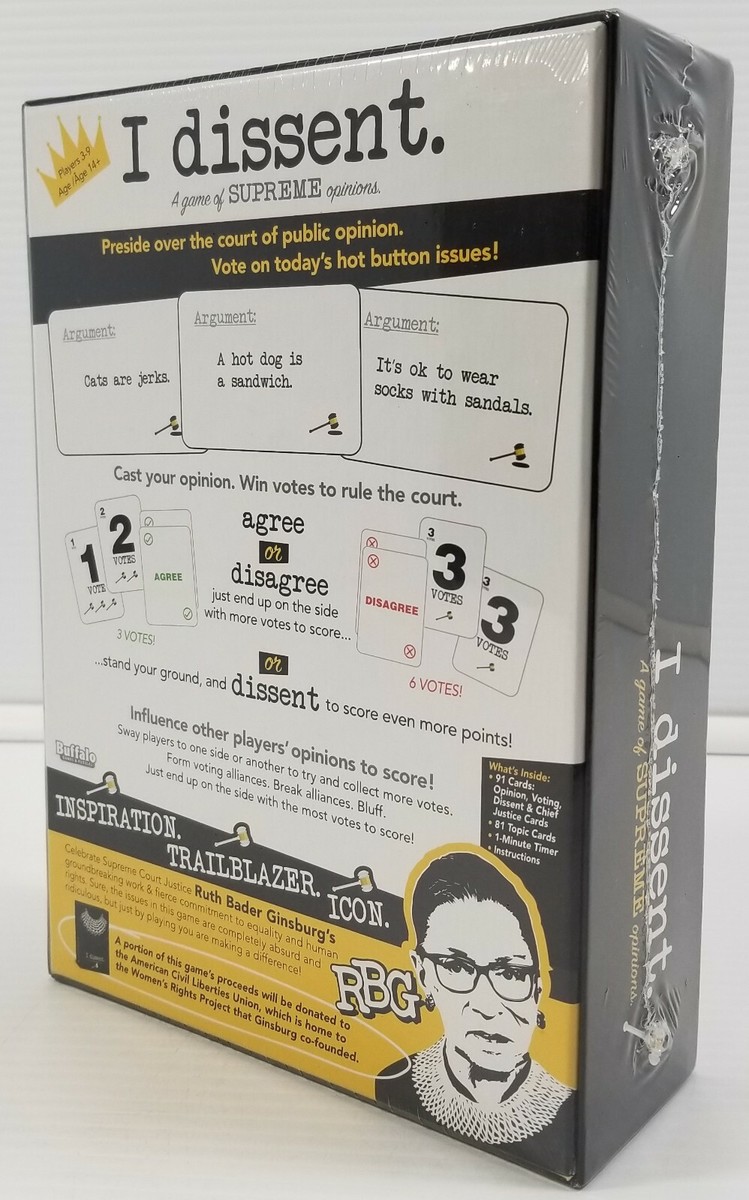 Players 3-9
Age/Age 14+
I dissent.
A game of SUPREME opinions.
Preside over the court of public opinion.
Vote on today's hot button issues!
Argument:
Cats are jerks.
Argument:
A hot dog is
a sandwich.
Argument:
It's ok to wear
socks with sandals.
Cast your opinion. Win votes to rule the court.
1
1
VOTE
2
2
VOTES
AGREE
3 VOTES!
agree
or
disagree
just end up on the side
with more votes to score...
DISAGREE
3
3
VOTES
3
3
VOTES
6 VOTES!
or
...stand your ground, and dissent to score even more points!
Influence other players' opinions to score!
Sway players to one side or another to try and collect more votes.
Form voting alliances. Break alliances. Bluff.
Just end up on the side with the most votes to score!
Buffalo
What's Inside:
• 91 Cards:
Opinion, Voting,
Dissent & Chief
Justice Cards
• 81 Topic Cards
• 1-Minute Timer
• Instructions
INSPIRATION.
TRAILBLAZER.
ICON.
Celebrate Supreme Court Justice Ruth Bader Ginsburg's
groundbreaking work & fierce commitment to equality and human
rights. Sure, the issues in this game are completely absurd and
ridiculous, but just by playing you are making a difference!
A portion of this game's proceeds will be donated to
the American Civil Liberties Union, which is home to
the Women's Rights Project that Ginsburg co-founded.
RBG
I dissent.
A game of SUPREME opinions.